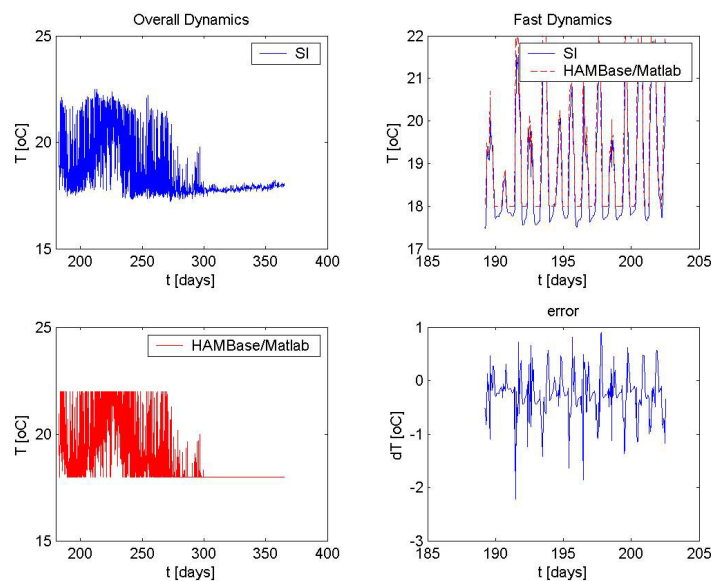 Overall Dynamics
25
20
15
T [oC]
200
250
300
350
400
t [days]
SI
Fast Dynamics
22
21
20
19
18
17
T [oC]
185
190
195
200
205
t [days]
SI
HAMBase/Matlab
25
20
15
T [oC]
200
250
300
350
400
t [days]
HAMBase/Matlab
error
1
0
-1
-2
-3
dT [oC]
185
190
195
200
205
t [days]